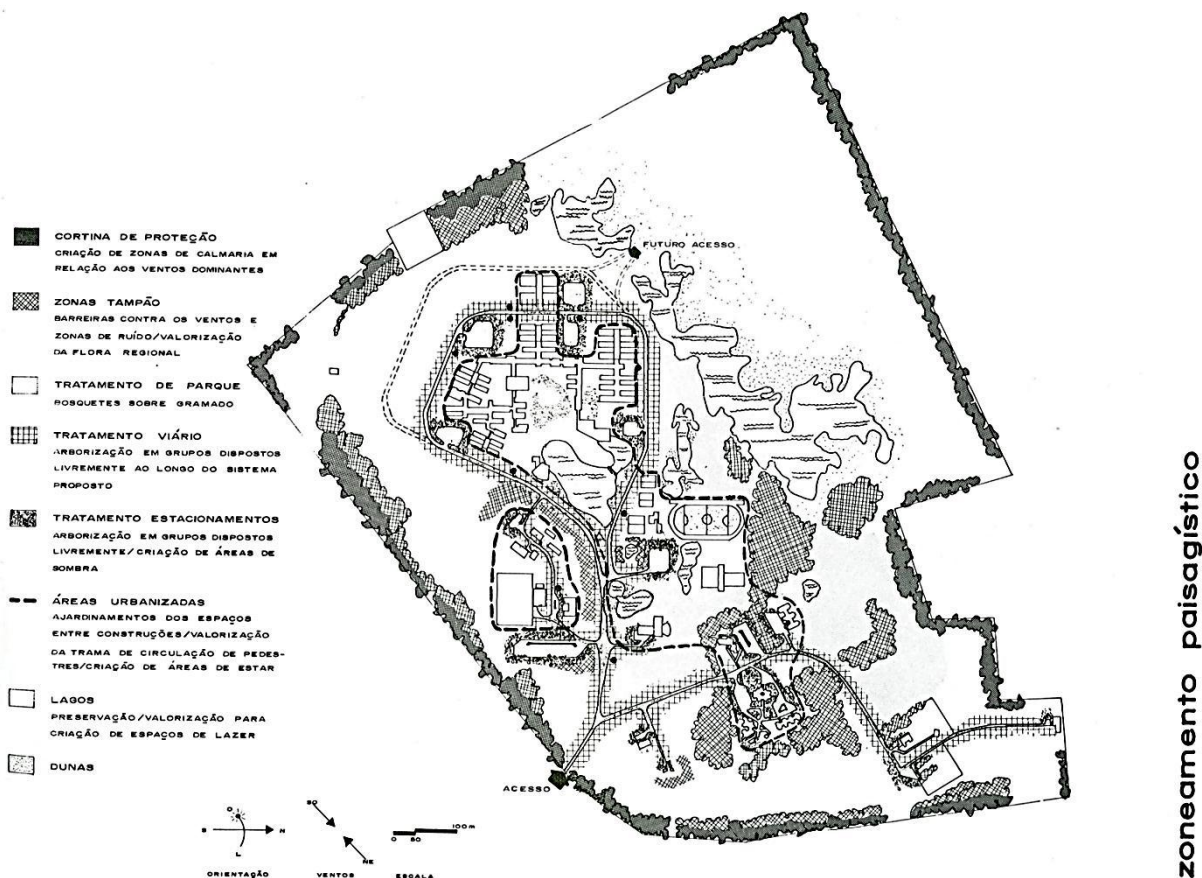 CORTINA DE PROTEÇÃO
CRIAÇÃO DE ZONAS DE CALMARIA EM
RELAÇÃO AOS VENTOS DOMINANTES
ZONAS TAMPÃO
BARREIRAS CONTRA OS VENTOS E
ZONAS DE RUÍDO/VALORIZAÇÃO
DA FLORA REGIONAL
TRATAMENTO DE PARQUE
BOSQUETES SOBRE GRAMADO
TRATAMENTO VIÁRIO
ARBORIZAÇÃO EM GRUPOS DISPOSTOS
LIVREMENTE AO LONGO DO SISTEMA
PROPOSTO
TRATAMENTO ESTACIONAMENTOS
ARBORIZAÇÃO EM GRUPOS DISPOSTOS
LIVREMENTE/CRIAÇÃO DE ÁREAS DE
SOMBRA
ÁREAS URBANIZADAS
AJARDINAMENTOS DOS ESPAÇOS
ENTRE CONSTRUÇÕES/VALORIZAÇÃO
DA TRAMA DE CIRCULAÇÃO DE PEDES-
TRES/CRIAÇÃO DE ÁREAS DE ESTAR
LAGOS
PRESERVAÇÃO/VALORIZAÇÃO PARA
CRIAÇÃO DE ESPAÇOS DE LAZER
DUNAS
FUTURO ACESSO
ACESSO
O
S N
L
ORIENTAÇÃO
SO
NE
VENTOS
0 50 100m
ESCALA
zoneamento paisagístico